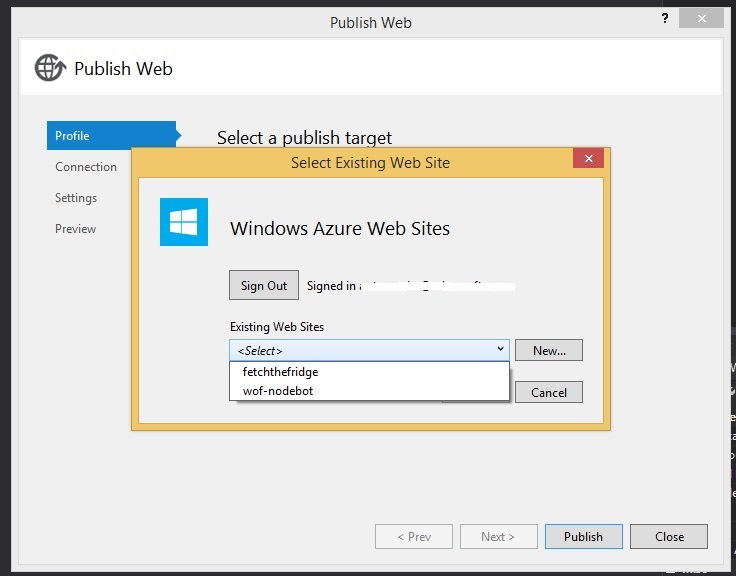 Publish Web
?
Publish Web
Profile
Select a publish target
Connection
Settings
Preview
Select Existing Web Site
Windows Azure Web Sites
Sign Out
Signed in
Existing Web Sites
<Select>
New...
fetchthefridge
wof-nodebot
Cancel
< Prev
Next >
Publish
Close